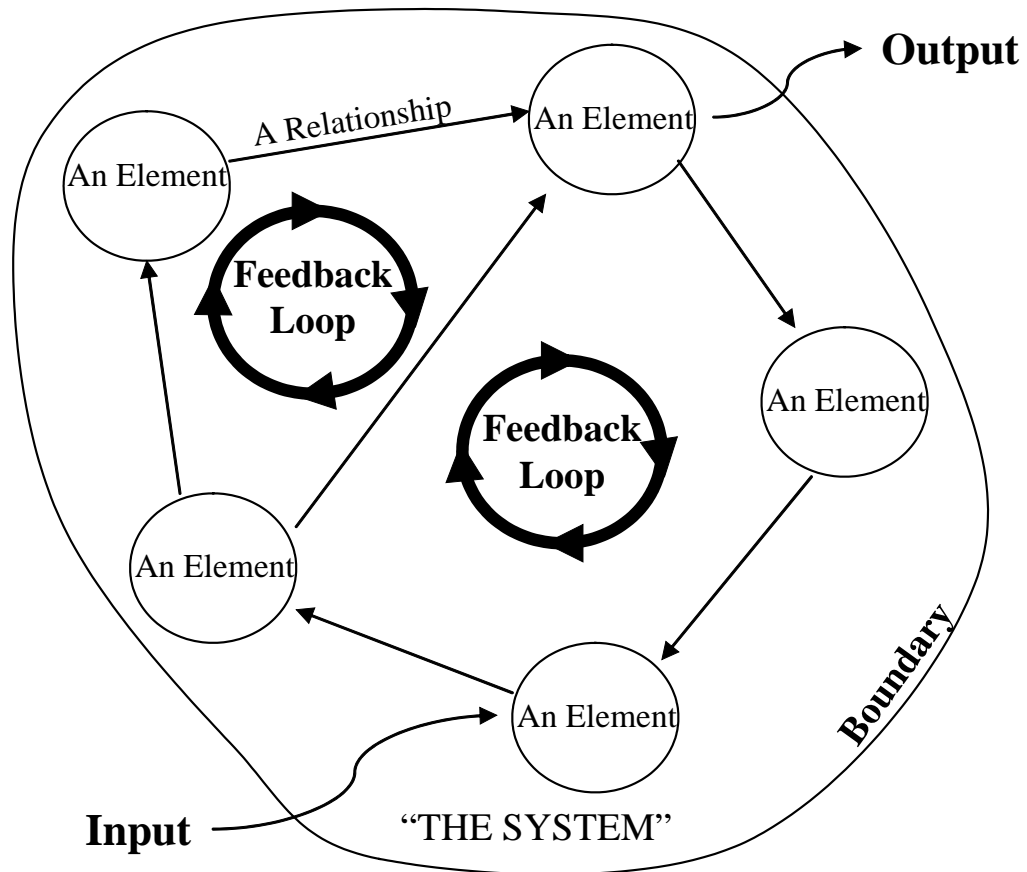 Output
A Relationship
An Element
An Element
Feedback
Loop
An Element
Feedback
Loop
An Element
Boundary
An Element
Input
“THE SYSTEM”